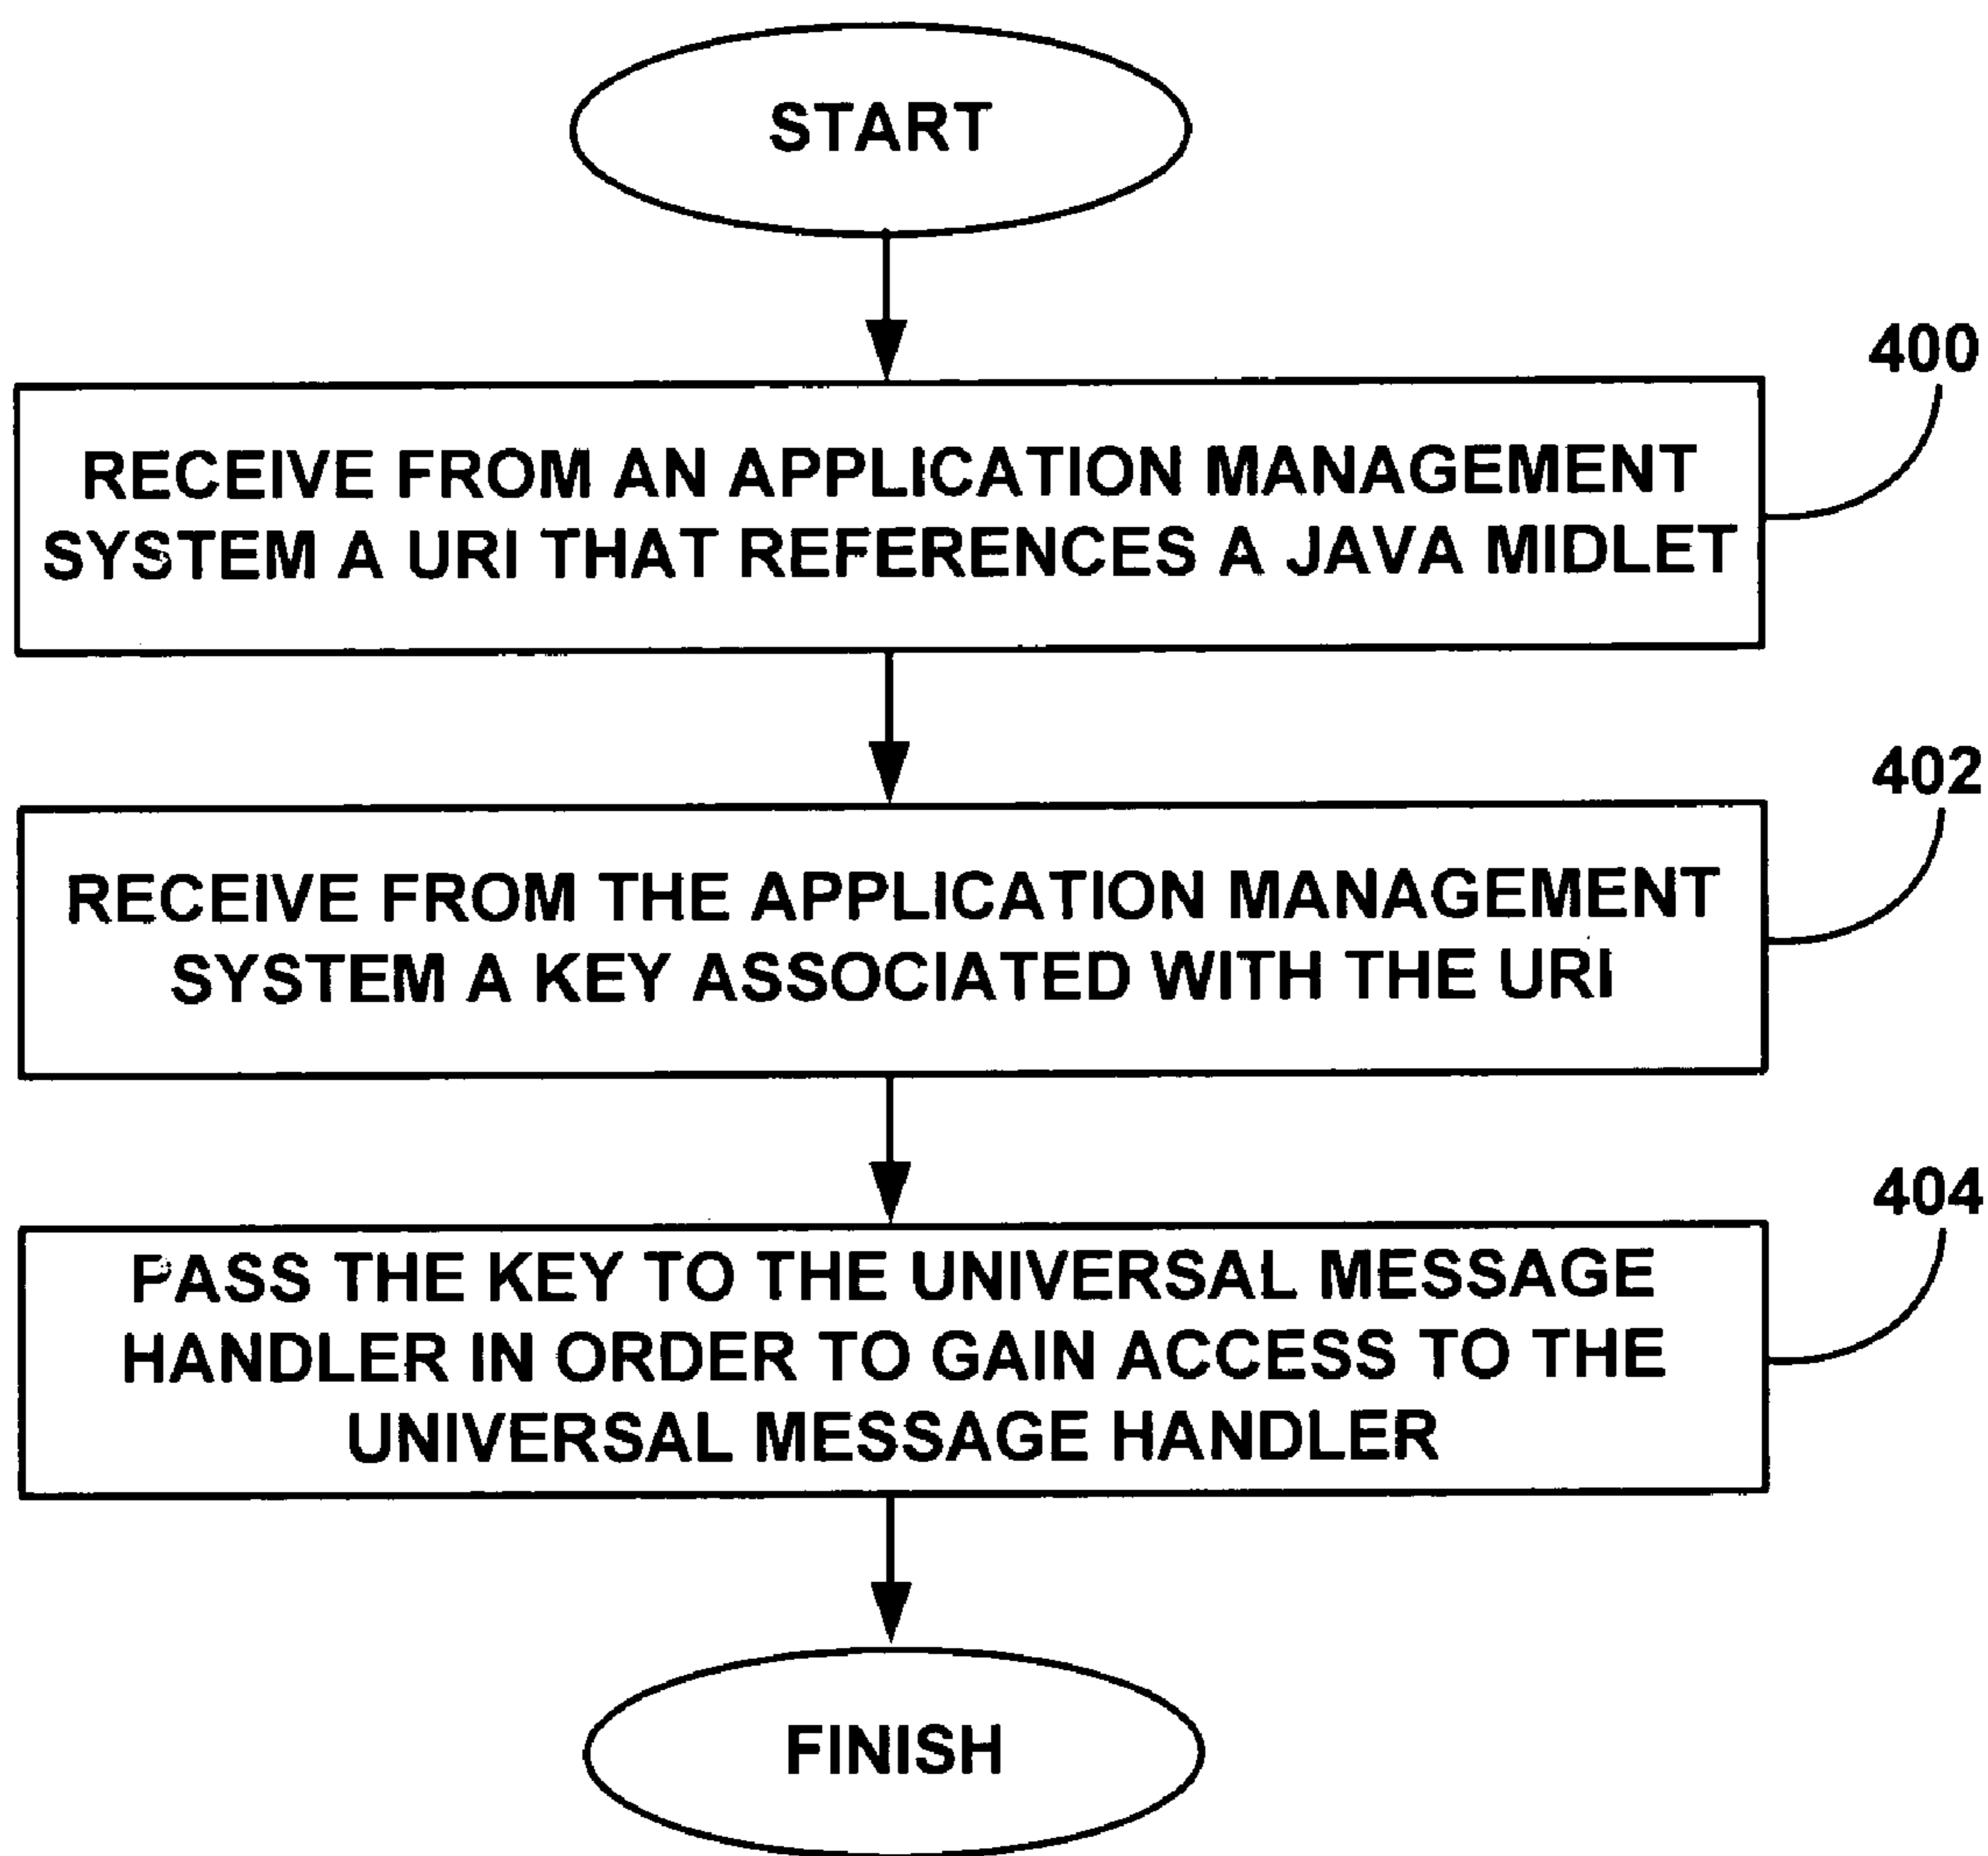 START
400
RECEIVE FROM AN APPLICATION MANAGEMENT
SYSTEM A URI THAT REFERENCES A JAVA MIDLET
402
RECEIVE FROM THE APPLICATION MANAGEMENT
SYSTEM A KEY ASSOCIATED WITH THE URI
404
PASS THE KEY TO THE UNIVERSAL MESSAGE
HANDLER IN ORDER TO GAIN ACCESS TO THE
UNIVERSAL MESSAGE HANDLER
FINISH